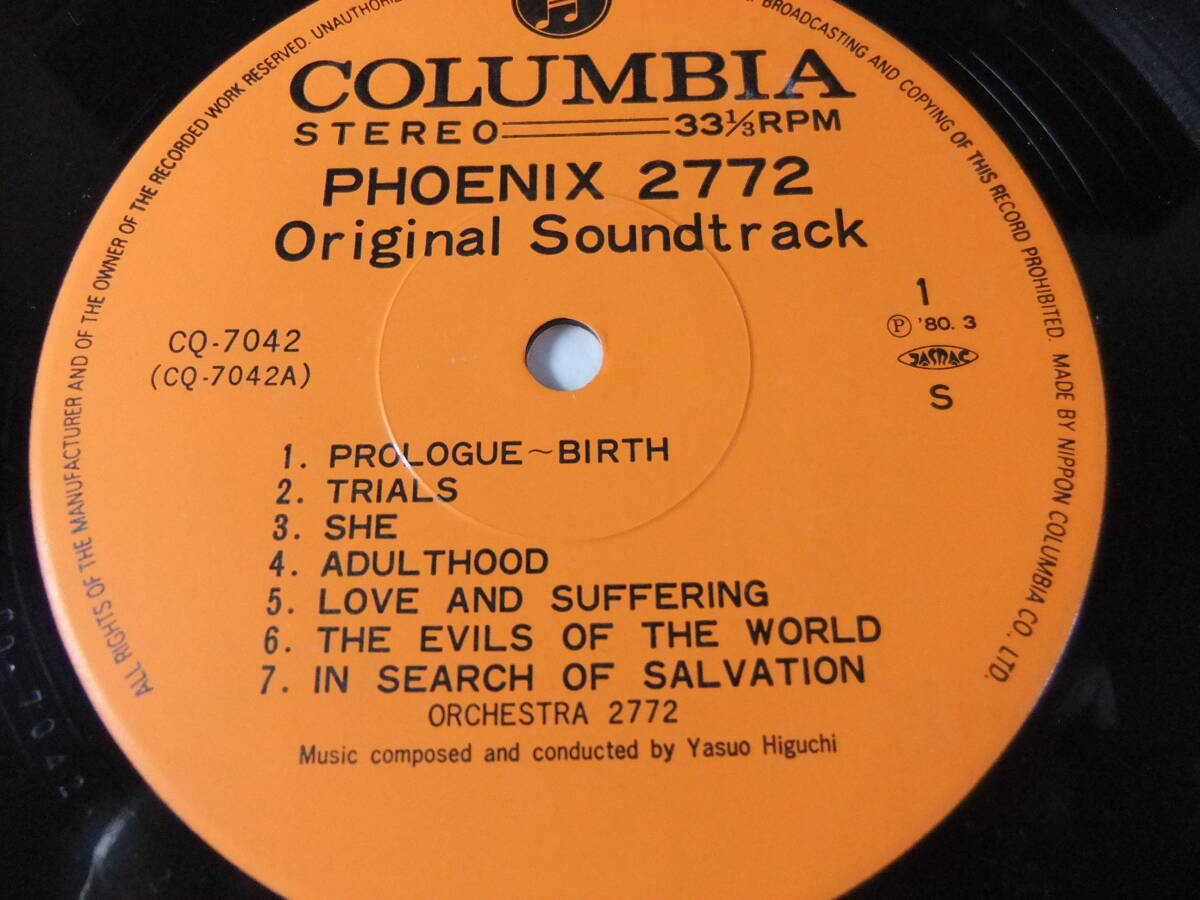 COLUMBIA
STEREO 33⅓RPM
PHOENIX 2772
Original Soundtrack
1
Ⓟ '80. 3
JASRAC
S
CQ-7042
(CQ-7042A)
1. PROLOGUE~BIRTH
2. TRIALS
3. SHE
4. ADULTHOOD
5. LOVE AND SUFFERING
6. THE EVILS OF THE WORLD
7. IN SEARCH OF SALVATION
ORCHESTRA 2772
Music composed and conducted by Yasuo Higuchi
ALL RIGHTS OF THE MANUFACTURER AND OF THE OWNER OF THE RECORDED WORK RESERVED.
BROADCASTING AND COPYING OF THIS RECORD PROHIBITED. MADE BY NIPPON COLUMBIA CO., LTD.